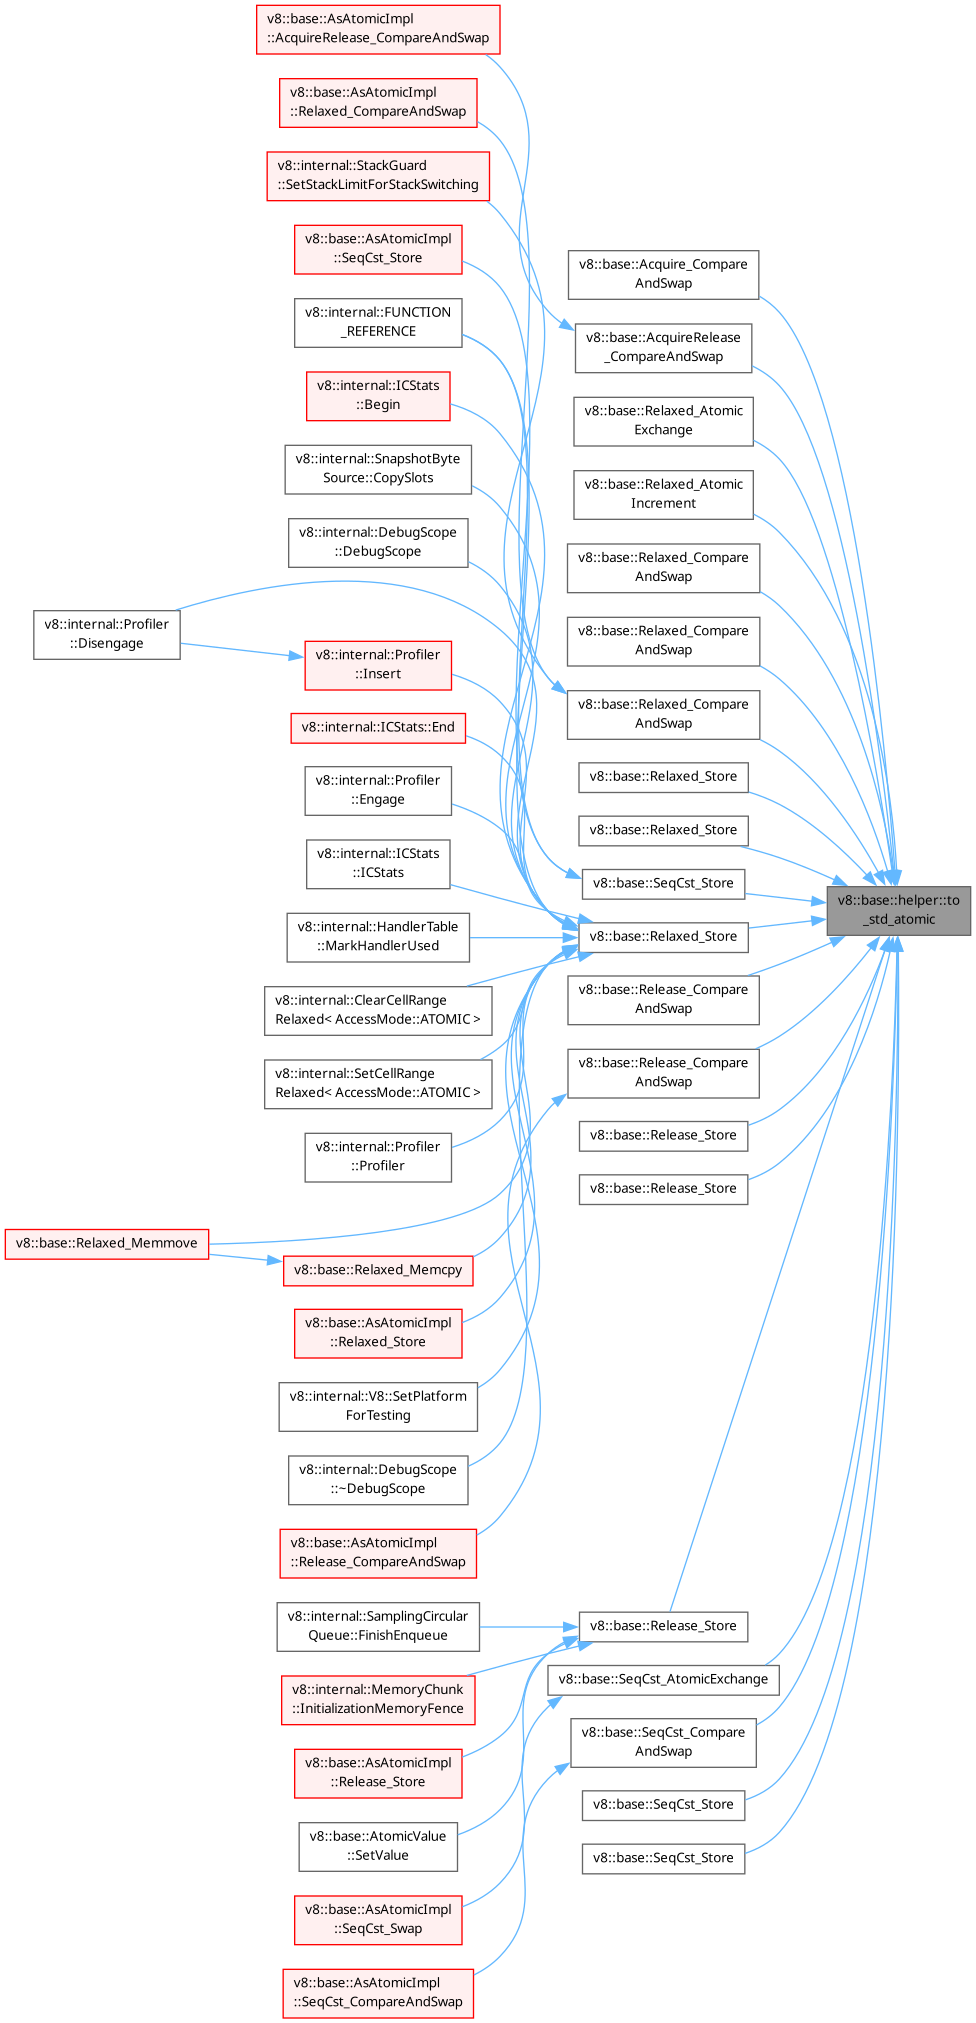 v8::base::AsAtomicImpl
::AcquireRelease_CompareAndSwap
v8::base::AsAtomicImpl
::Relaxed_CompareAndSwap
v8::internal::StackGuard
::SetStackLimitForStackSwitching
v8::base::AsAtomicImpl
::SeqCst_Store
v8::internal::FUNCTION
_REFERENCE
v8::internal::ICStats
::Begin
v8::internal::SnapshotByte
Source::CopySlots
v8::internal::DebugScope
::DebugScope
v8::internal::Profiler
::Disengage
v8::internal::Profiler
::Insert
v8::internal::ICStats::End
v8::internal::Profiler
::Engage
v8::internal::ICStats
::ICStats
v8::internal::HandlerTable
::MarkHandlerUsed
v8::internal::ClearCellRange
Relaxed< AccessMode::ATOMIC >
v8::internal::SetCellRange
Relaxed< AccessMode::ATOMIC >
v8::internal::Profiler
::Profiler
v8::base::Relaxed_Memmove
v8::base::Relaxed_Memcpy
v8::base::AsAtomicImpl
::Relaxed_Store
v8::internal::V8::SetPlatform
ForTesting
v8::internal::DebugScope
::~DebugScope
v8::base::AsAtomicImpl
::Release_CompareAndSwap
v8::internal::SamplingCircular
Queue::FinishEnqueue
v8::internal::MemoryChunk
::InitializationMemoryFence
v8::base::AsAtomicImpl
::Release_Store
v8::base::AtomicValue
::SetValue
v8::base::AsAtomicImpl
::SeqCst_Swap
v8::base::AsAtomicImpl
::SeqCst_CompareAndSwap
v8::base::Acquire_Compare
AndSwap
v8::base::AcquireRelease
_CompareAndSwap
v8::base::Relaxed_Atomic
Exchange
v8::base::Relaxed_Atomic
Increment
v8::base::Relaxed_Compare
AndSwap
v8::base::Relaxed_Compare
AndSwap
v8::base::Relaxed_Compare
AndSwap
v8::base::Relaxed_Store
v8::base::Relaxed_Store
v8::base::SeqCst_Store
v8::base::Relaxed_Store
v8::base::Release_Compare
AndSwap
v8::base::Release_Compare
AndSwap
v8::base::Release_Store
v8::base::Release_Store
v8::base::Release_Store
v8::base::SeqCst_AtomicExchange
v8::base::SeqCst_Compare
AndSwap
v8::base::SeqCst_Store
v8::base::SeqCst_Store
v8::base::helper::to
_std_atomic